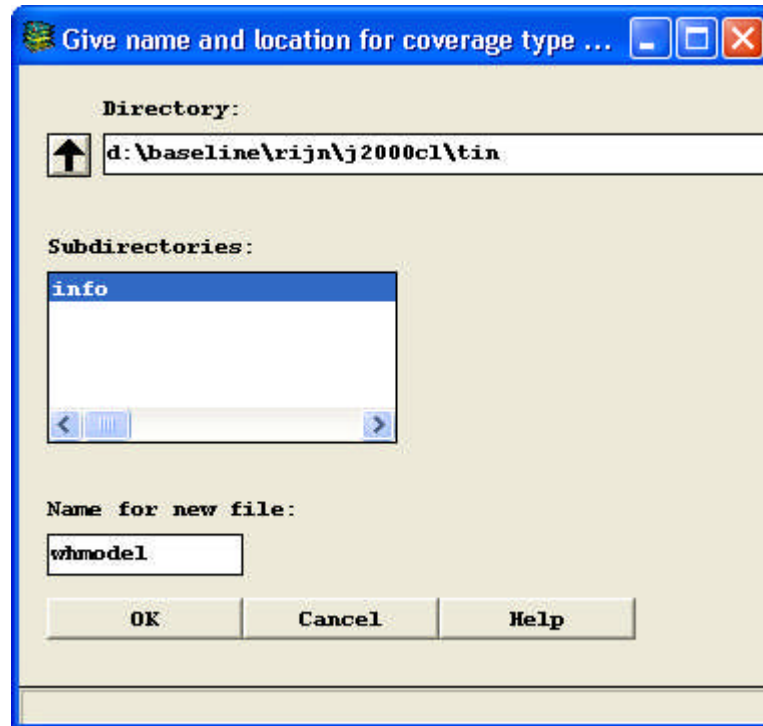 Give name and location for coverage type ...
Directory:
d:\baseline\rijn\j2000cl\tin
Subdirectories:
info
Name for new file:
whmodel
OK Cancel Help